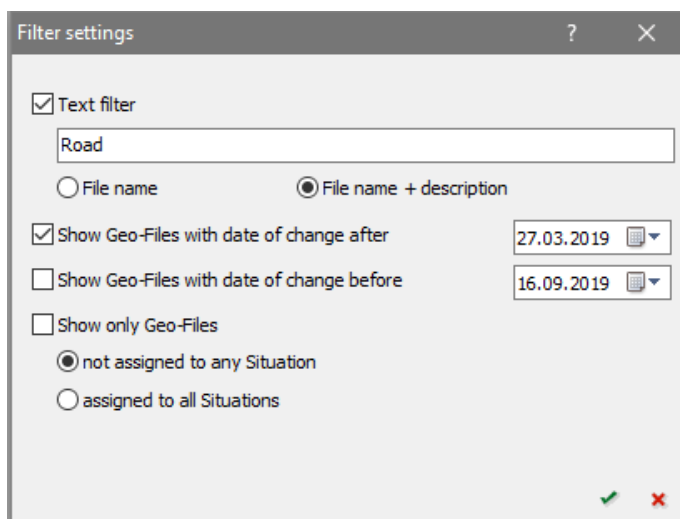 Filter settings
Text filter
Road
File name File name + description
Show Geo-Files with date of change after 27.03.2019
Show Geo-Files with date of change before 16.09.2019
Show only Geo-Files
not assigned to any Situation
assigned to all Situations